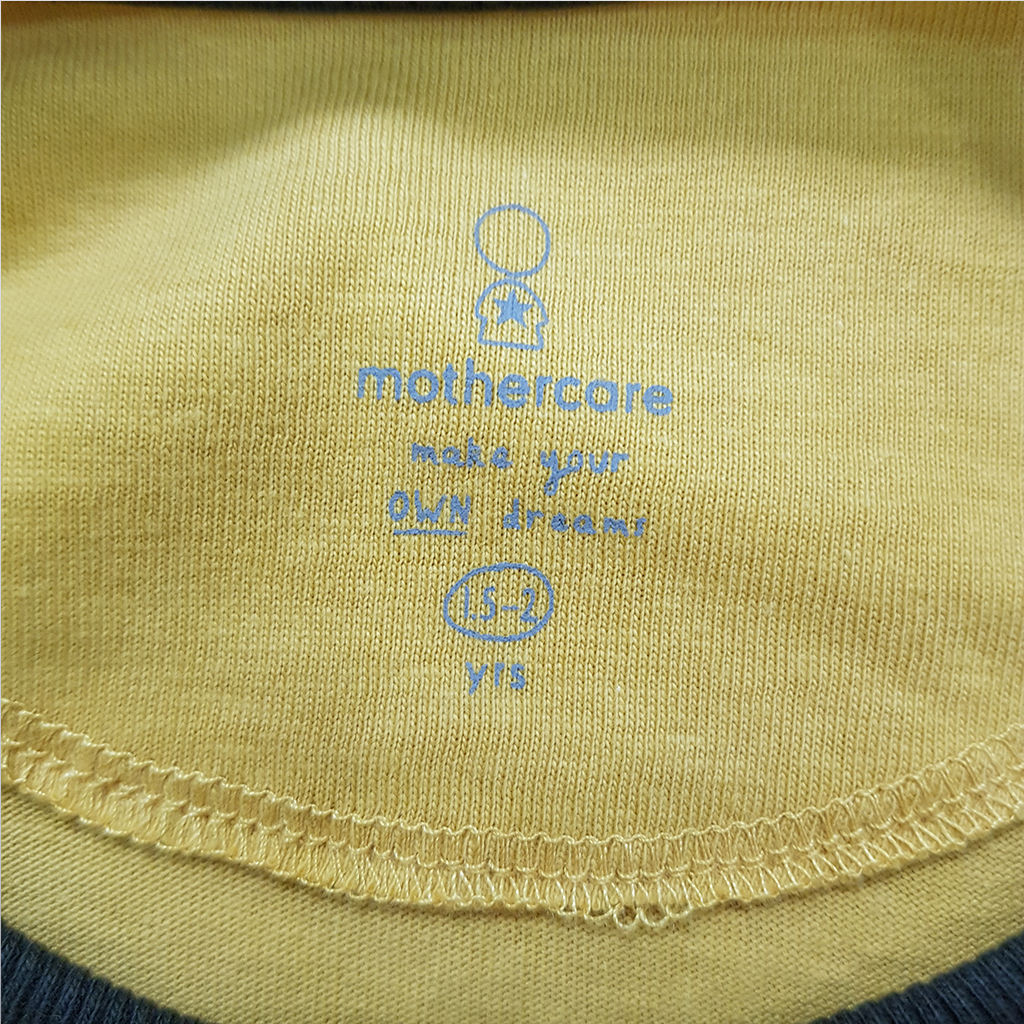 mothercare
make your
OWN dreams
1.5-2
yrs